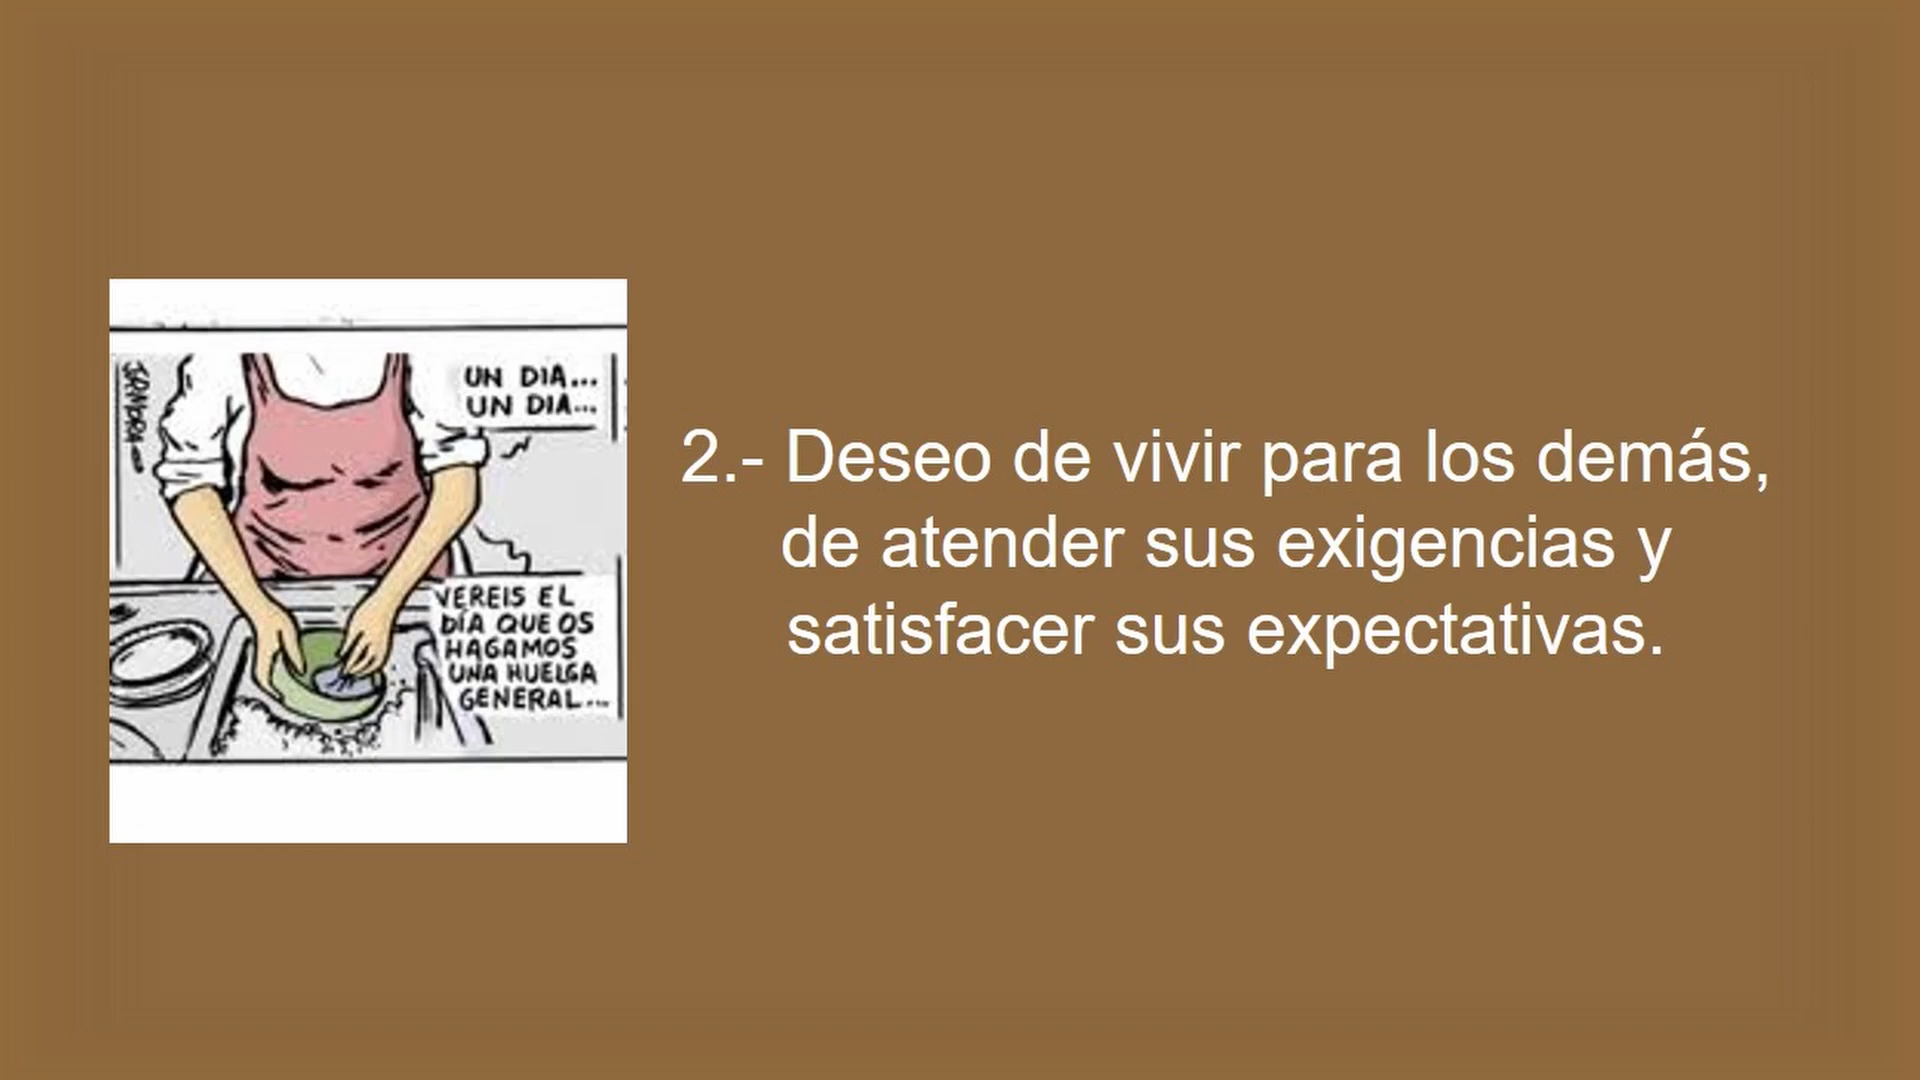 UN DIA...
UN DIA...
VEREIS EL
DÍA QUE OS
HAGAMOS
UNA HUELGA
GENERAL...
2.- Deseo de vivir para los demás,
de atender sus exigencias y
satisfacer sus expectativas.